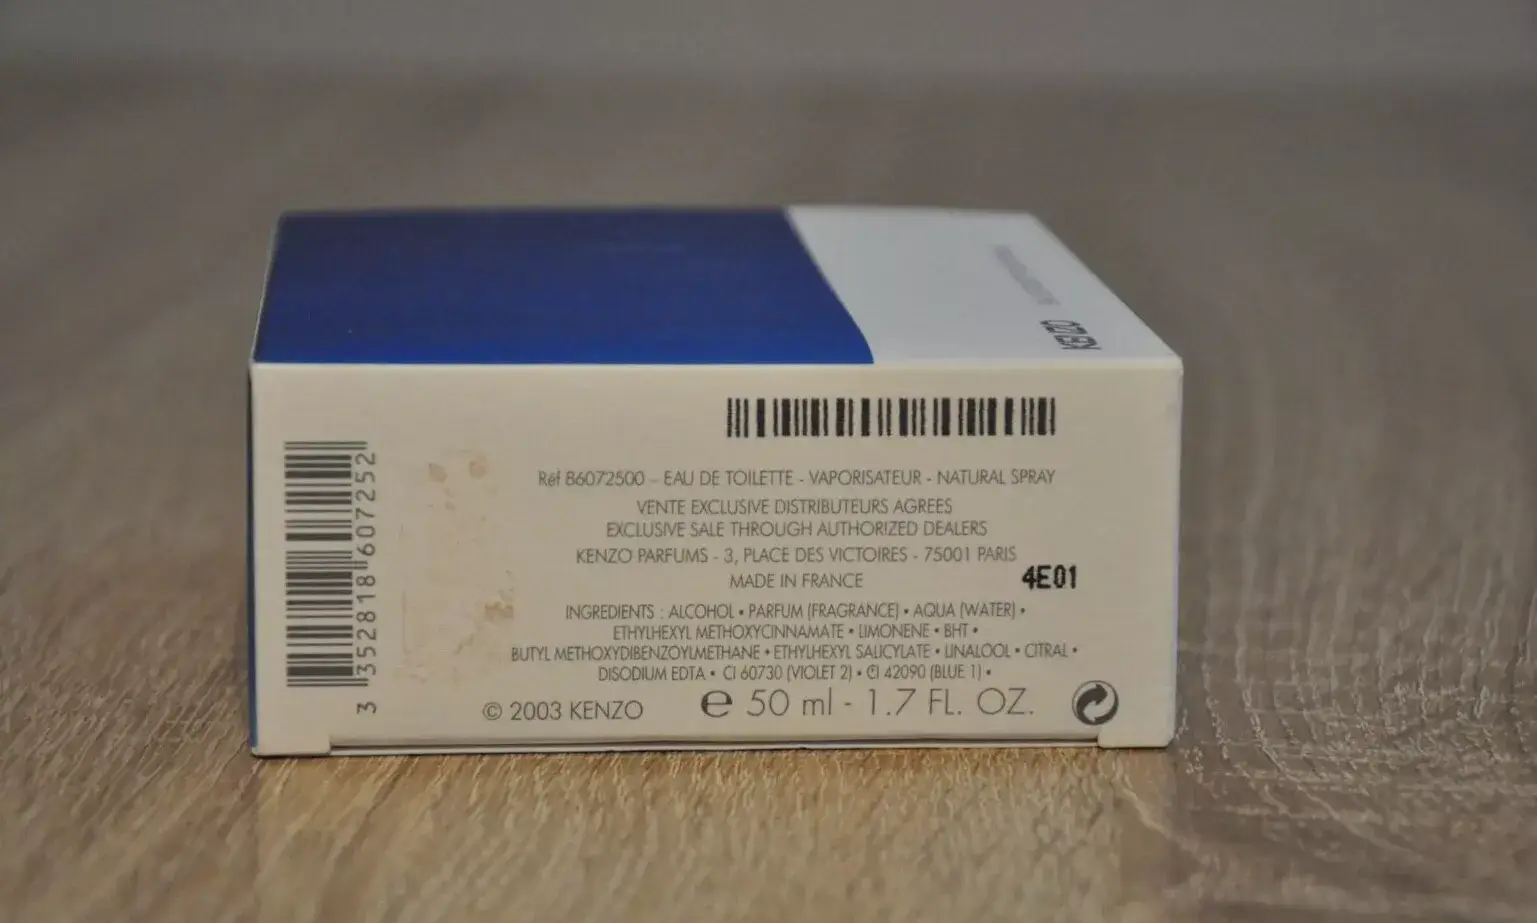 KENZO
Réf 86072500 - EAU DE TOILETTE - VAPORISATEUR - NATURAL SPRAY
VENTE EXCLUSIVE DISTRIBUTEURS AGREES
EXCLUSIVE SALE THROUGH AUTHORIZED DEALERS
KENZO PARFUMS - 3, PLACE DES VICTOIRES - 75001 PARIS
MADE IN FRANCE
4E01
INGREDIENTS : ALCOHOL • PARFUM (FRAGRANCE) • AQUA (WATER) •
ETHYLHEXYL METHOXYCINNAMATE • LIMONENE • BHT •
BUTYL METHOXYDIBENZOYLMETHANE • ETHYLHEXYL SALICYLATE • LINALOOL • CITRAL •
DISODIUM EDTA • CI 60730 (VIOLET 2) • CI 42090 (BLUE 1) •
© 2003 KENZO
e 50 ml - 1.7 FL. OZ.
3 352818 607252